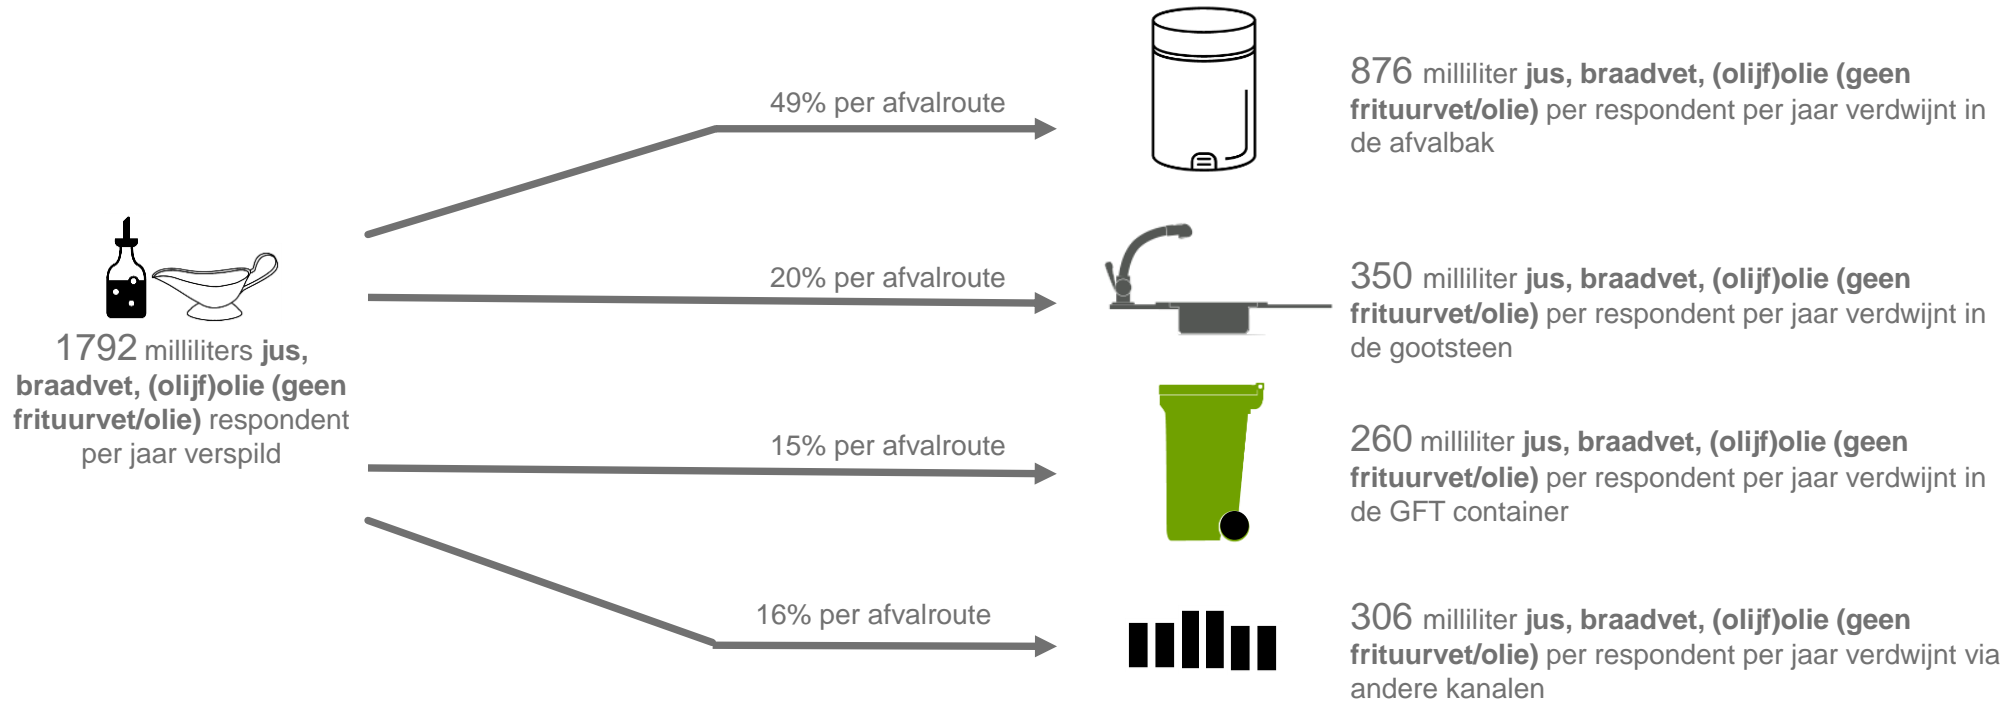 1792 milliliters jus,
braadvet, (olijf)olie (geen
frituurvet/olie) respondent
per jaar verspild
49% per afvalroute
876 milliliter jus, braadvet, (olijf)olie (geen
frituurvet/olie) per respondent per jaar verdwijnt in
de afvalbak
20% per afvalroute
350 milliliter jus, braadvet, (olijf)olie (geen
frituurvet/olie) per respondent per jaar verdwijnt in
de gootsteen
15% per afvalroute
260 milliliter jus, braadvet, (olijf)olie (geen
frituurvet/olie) per respondent per jaar verdwijnt in
de GFT container
16% per afvalroute
306 milliliter jus, braadvet, (olijf)olie (geen
frituurvet/olie) per respondent per jaar verdwijnt via
andere kanalen